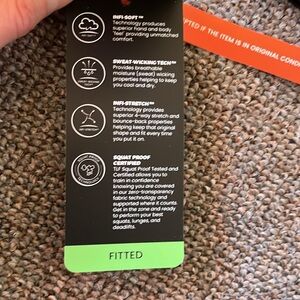 INFI-SOFT™
Technology produces
superior hand and body
'feel' providing unmatched
comfort.
SWEAT-WICKING TECH™
Provides breathable
moisture (sweat) wicking
properties helping to keep
you cool and dry.
INFI-STRETCH™
Technology provides
superior 4-way stretch and
bounce-back properties
helping keep that original
shape and fit every time
you put it on.
SQUAT PROOF
CERTIFIED
TLF Squat Proof Tested and
Certified allows you to
train in confidence
knowing you are covered in
our zero-transparency
fabric technology and
supported where it counts.
Get in the zone and ready
to perform your best
squats, lunges, and
deadlifts.
FITTED
IF THE ITEM IS IN ORIGINAL